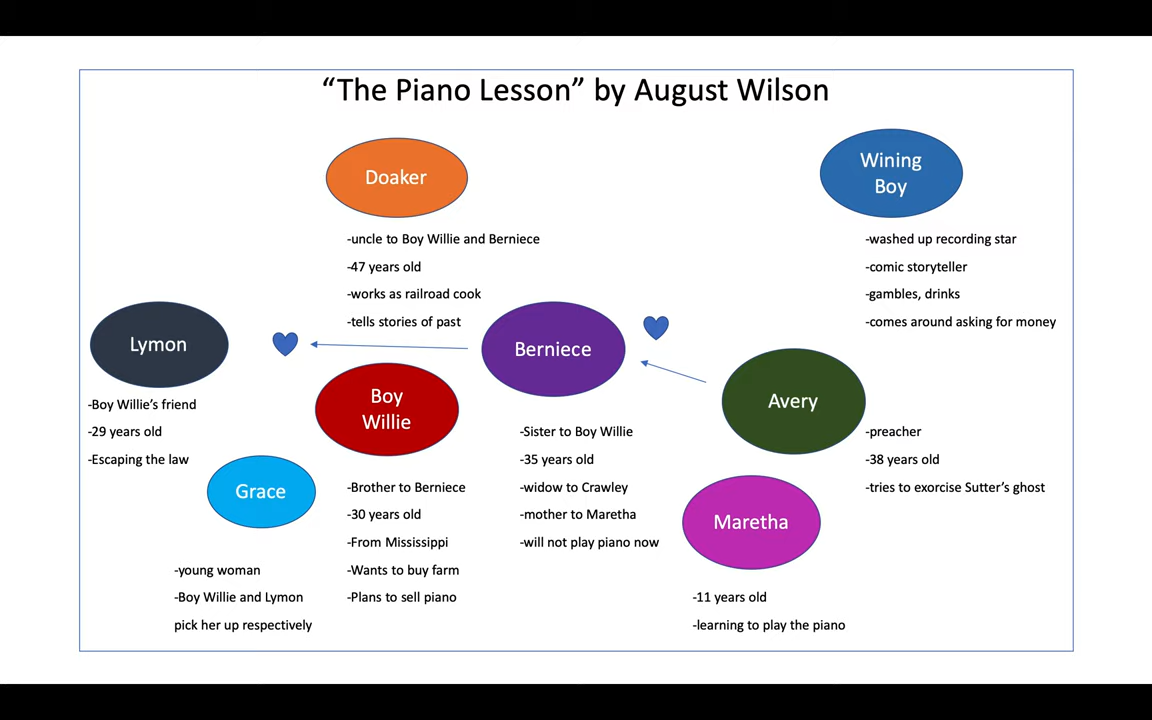 “The Piano Lesson” by August Wilson
Doaker
-uncle to Boy Willie and Berniece
-47 years old
-works as railroad cook
-tells stories of past
Wining
Boy
-washed up recording star
-comic storyteller
-gambles, drinks
-comes around asking for money
Lymon
-Boy Willie’s friend
-29 years old
-Escaping the law
Berniece
-Sister to Boy Willie
-35 years old
-widow to Crawley
-mother to Maretha
-will not play piano now
Boy
Willie
-Brother to Berniece
-30 years old
-From Mississippi
-Wants to buy farm
-Plans to sell piano
Avery
-preacher
-38 years old
-tries to exorcise Sutter’s ghost
Grace
-young woman
-Boy Willie and Lymon
pick her up respectively
Maretha
-11 years old
-learning to play the piano